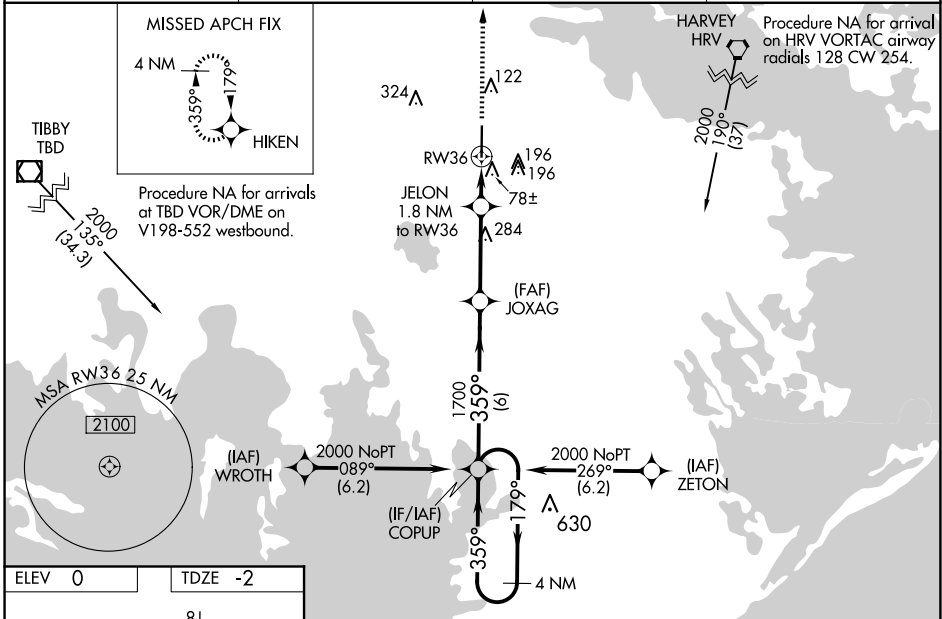 MISSED APCH FIX
4 NM
359°
179°
HIKEN
HARVEY
HRV
Procedure NA for arrival
on HRV VORTAC airway
radials 128 CW 254.
2000
190°
(37)
324
122
TIBBY
TBD
Procedure NA for arrivals
at TBD VOR/DME on
V198-552 westbound.
2000
135°
(34.3)
RW36
196
196
78±
JELON
1.8 NM
to RW36
284
(FAF)
JOXAG
1700
359°
(6)
MSA RW36 25 NM
2100
(IAF)
WROTH
2000 NoPT
089°
(6.2)
2000 NoPT
269°
(6.2)
(IAF)
ZETON
(IF/IAF)
COPUP
359°
179°
630
4 NM
ELEV 0
TDZE -2